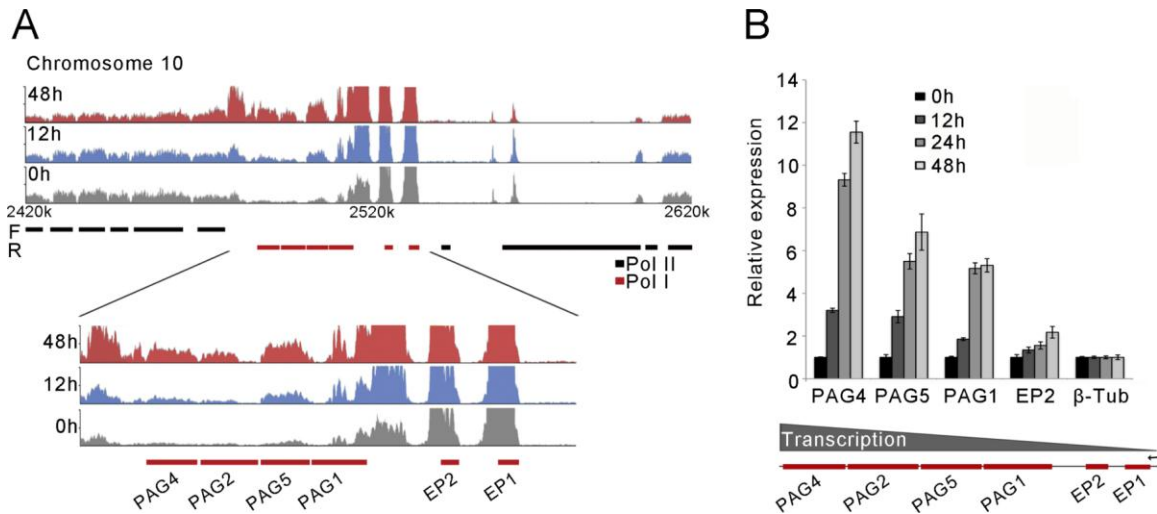 A
Chromosome 10
48h
12h
0h
2420k 2520k 2620k
F
R
Pol II
Pol I
48h
12h
0h
PAG4 PAG2 PAG5 PAG1 EP2 EP1
B
Relative expression
14
12
10
8
6
4
2
0
0h
12h
24h
48h
PAG4 PAG5 PAG1 EP2 β-Tub
Transcription
PAG4 PAG2 PAG5 PAG1 EP2 EP1